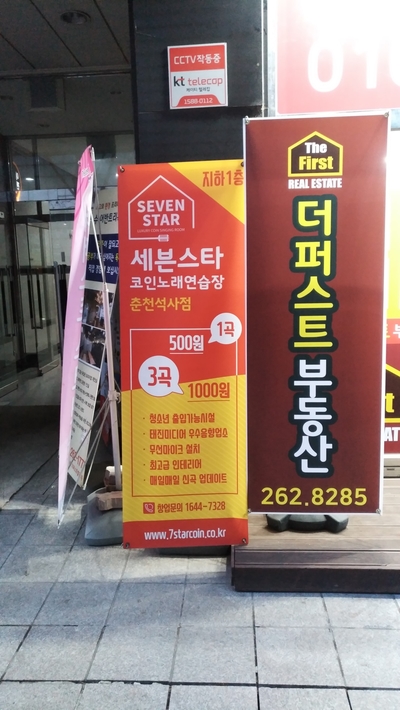 CCTV작동중
kt telecop
1588-0112
010
지하1층
SEVEN
STAR
LUXURY COIN SINGING ROOM
세븐스타
코인노래연습장
춘천석사점
500원
1곡
3곡
1000원
· 청소년 출입가능시설
· 태진미디어 우수음향업소
· 무선마이크 설치
· 최고급 인테리어
· 매일매일 신곡 업데이트
창업문의 1644-7328
www.7starcoin.co.kr
The
First
REAL ESTATE
더퍼스트부동산
262.8285